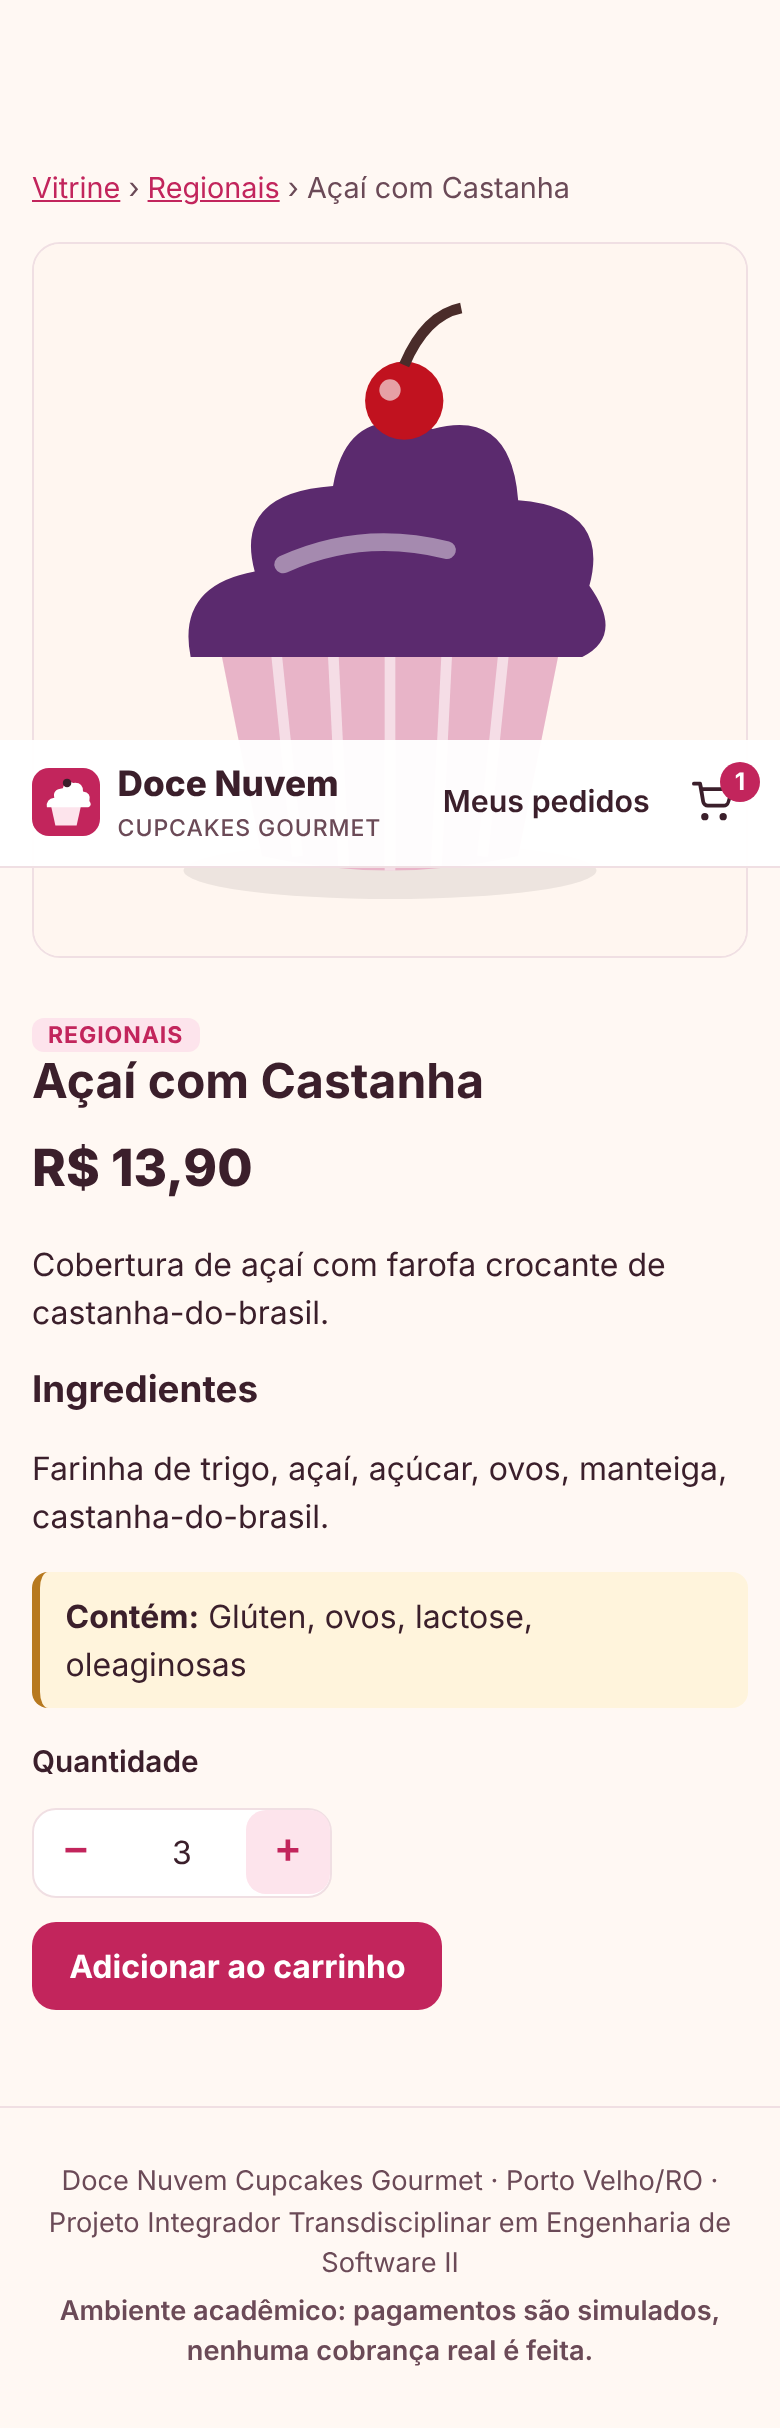 Vitrine › Regionais › Açaí com Castanha
Doce Nuvem
CUPCAKES GOURMET
Meus pedidos
1
REGIONAIS
Açaí com Castanha
R$ 13,90
Cobertura de açaí com farofa crocante de
castanha-do-brasil.
Ingredientes
Farinha de trigo, açaí, açúcar, ovos, manteiga,
castanha-do-brasil.
Contém: Glúten, ovos, lactose,
oleaginosas
Quantidade
− 3 +
Adicionar ao carrinho
Doce Nuvem Cupcakes Gourmet · Porto Velho/RO ·
Projeto Integrador Transdisciplinar em Engenharia de
Software II
Ambiente acadêmico: pagamentos são simulados,
nenhuma cobrança real é feita.